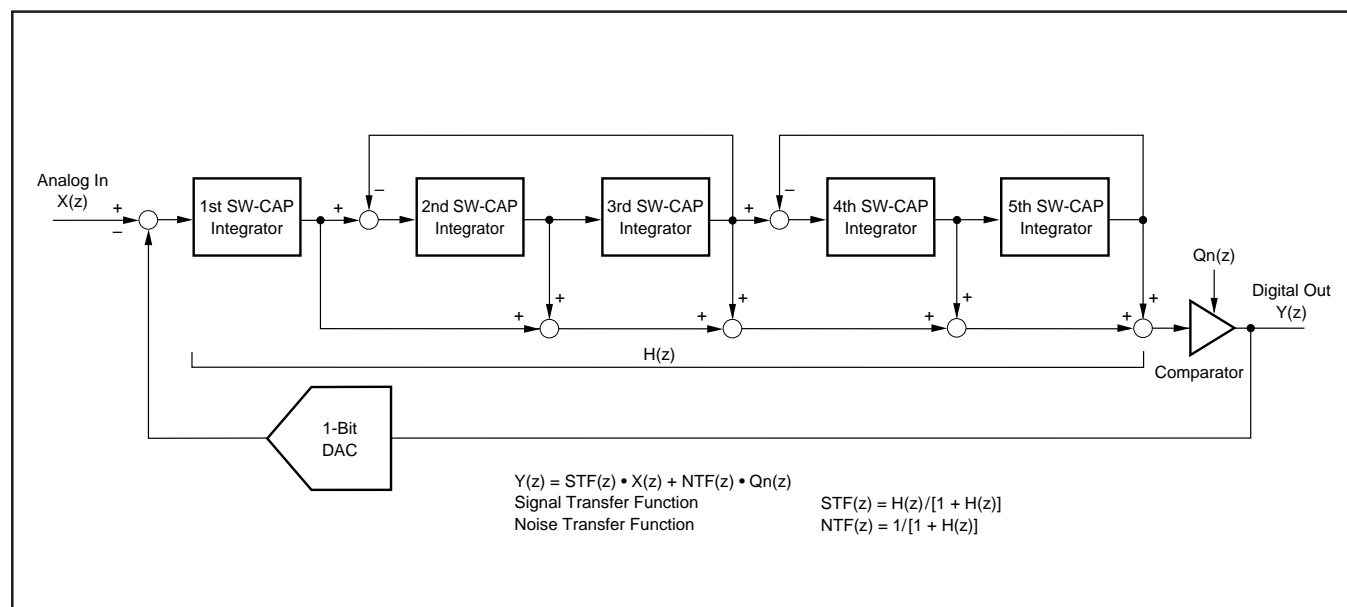 Analog In
X(z)
+
−
1st SW-CAP
Integrator
+
−
2nd SW-CAP
Integrator
3rd SW-CAP
Integrator
+
−
4th SW-CAP
Integrator
5th SW-CAP
Integrator
+
+
+
+
+
+
+
+
Qn(z)
Digital Out
Y(z)
H(z)
Comparator
1-Bit
DAC
Y(z) = STF(z) • X(z) + NTF(z) • Qn(z)
Signal Transfer Function STF(z) = H(z)/[1 + H(z)]
Noise Transfer Function NTF(z) = 1/[1 + H(z)]